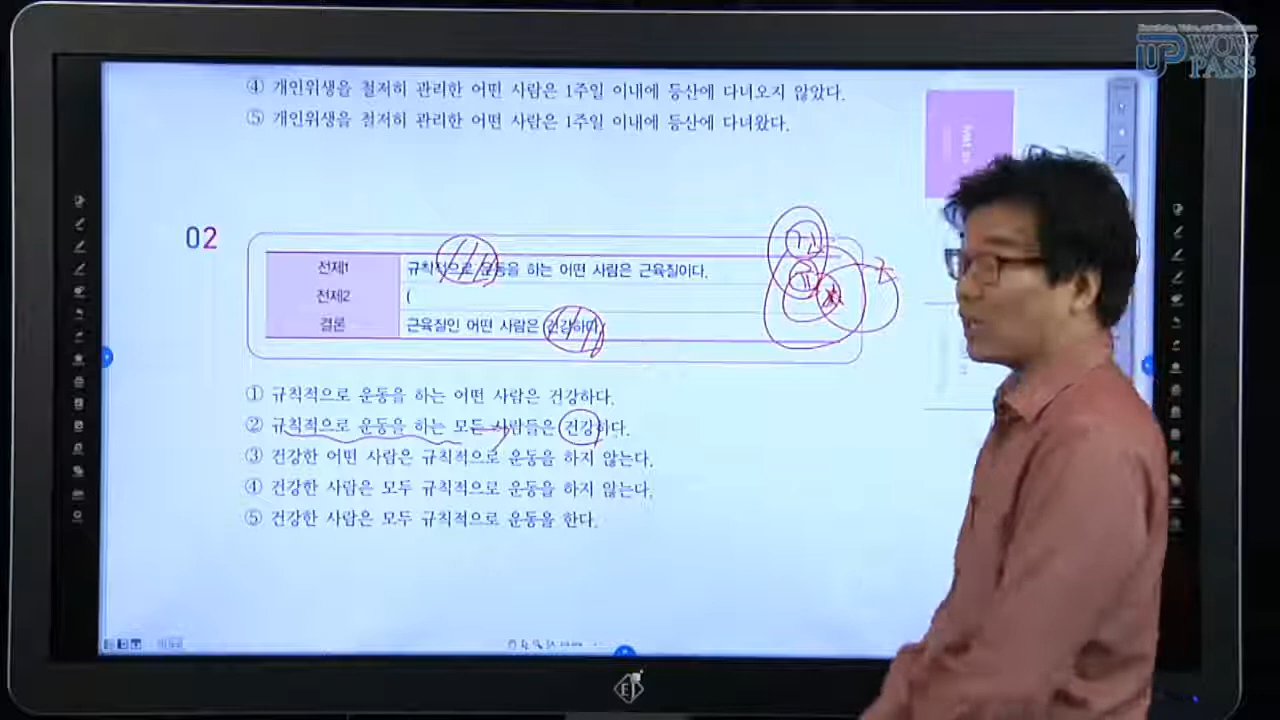 WOW
PASS
④ 개인위생을 철저히 관리한 어떤 사람은 1주일 이내에 등산에 다녀오지 않았다.
⑤ 개인위생을 철저히 관리한 어떤 사람은 1주일 이내에 등산에 다녀왔다.
02
전제1 규칙적으로 운동을 하는 어떤 사람은 근육질이다.
전제2 (
결론 근육질인 어떤 사람은 건강하다
① 규칙적으로 운동을 하는 어떤 사람은 건강하다.
② 규칙적으로 운동을 하는 모든 사람들은 건강하다.
③ 건강한 어떤 사람은 규칙적으로 운동을 하지 않는다.
④ 건강한 사람은 모두 규칙적으로 운동을 하지 않는다.
⑤ 건강한 사람은 모두 규칙적으로 운동을 한다.